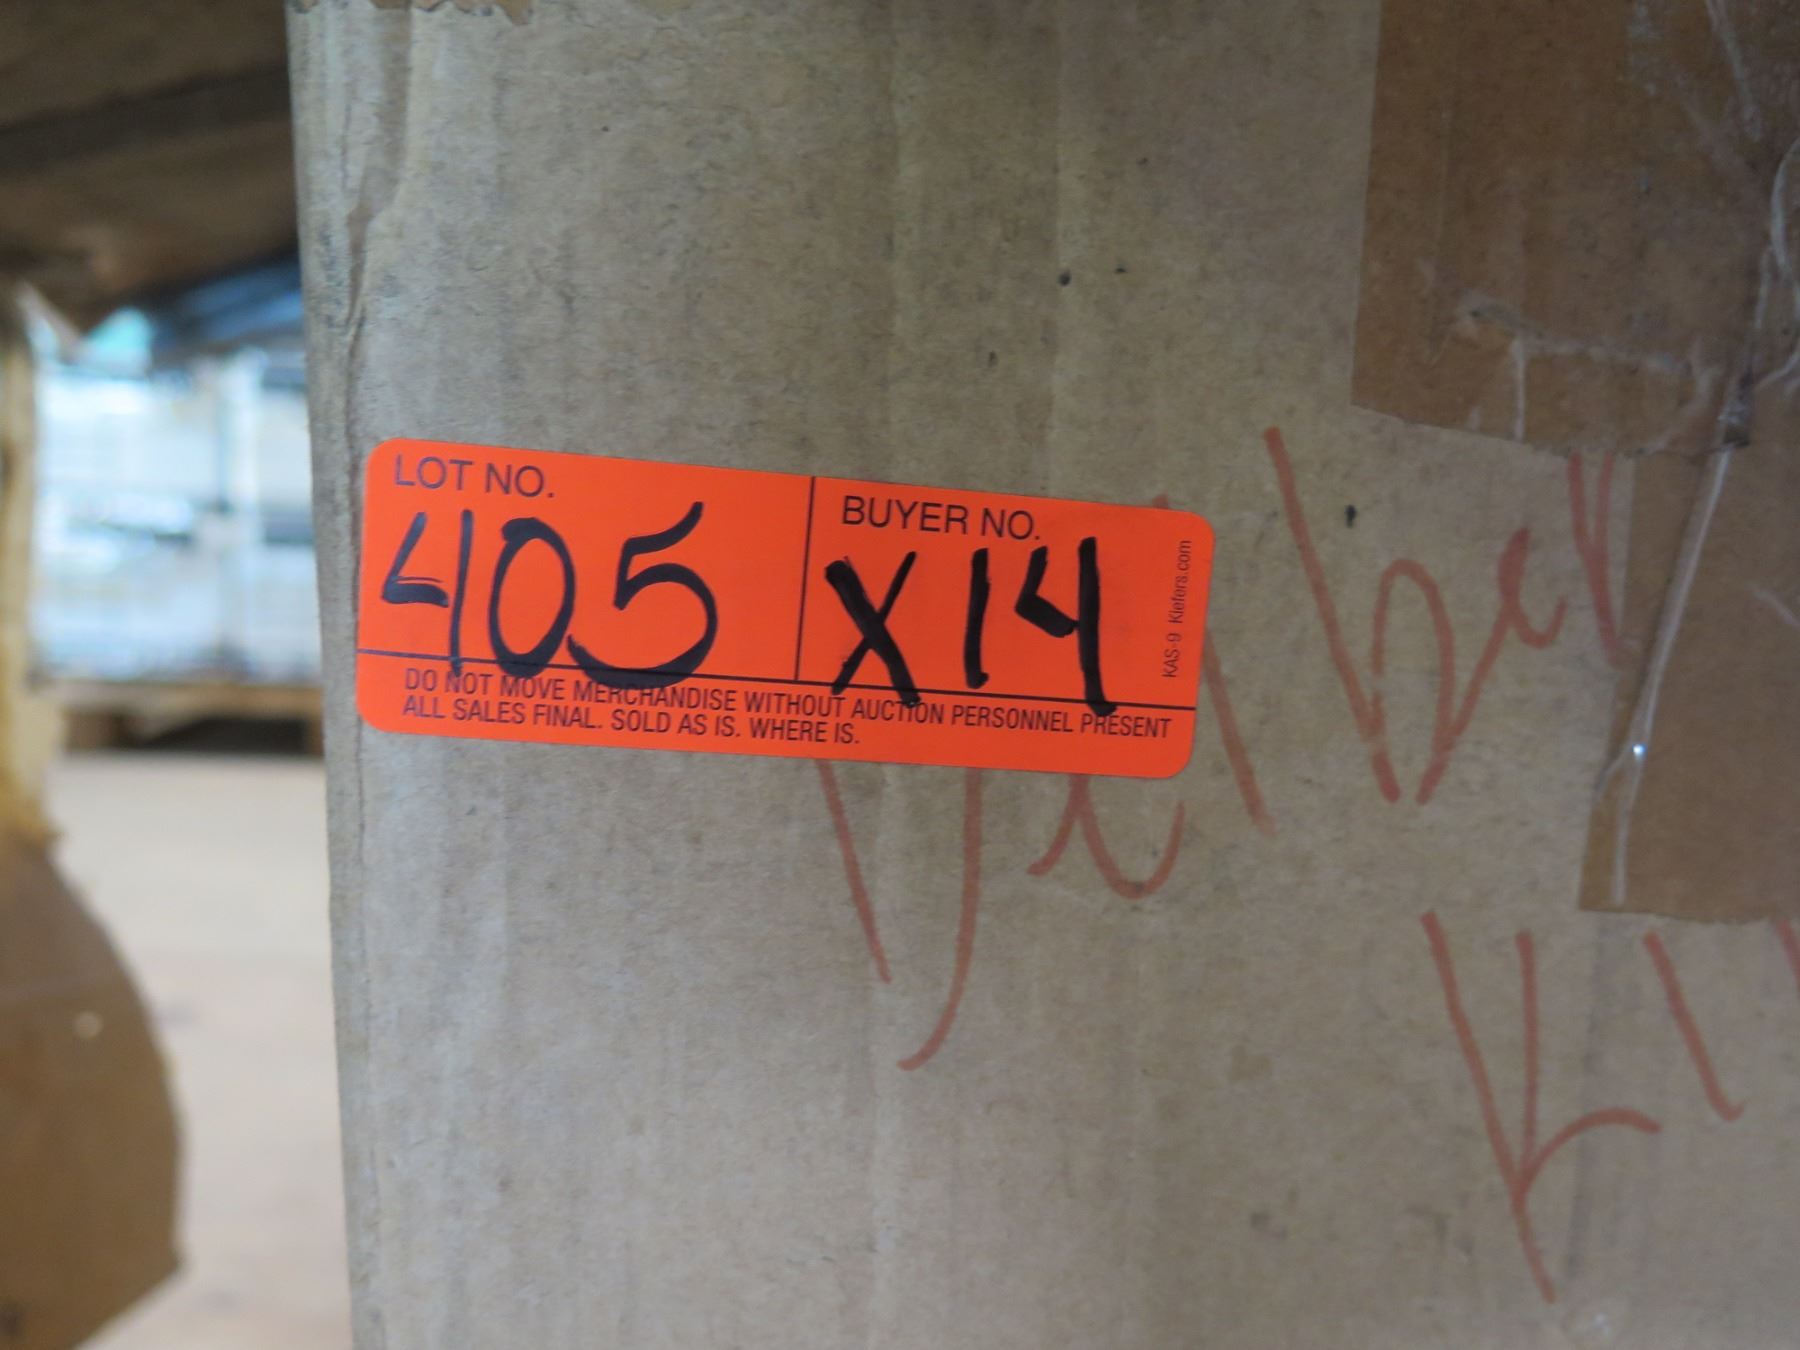 LOT NO.
405
BUYER NO.
X14
KAS-9 Kiefers.com
DO NOT MOVE MERCHANDISE WITHOUT AUCTION PERSONNEL PRESENT
ALL SALES FINAL. SOLD AS IS. WHERE IS.